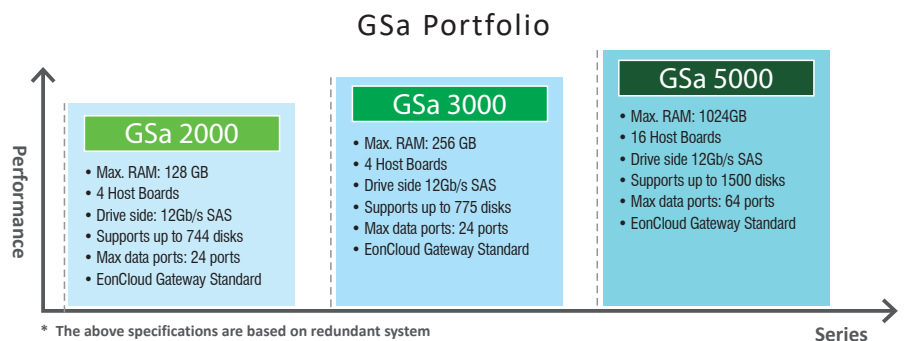 GSa Portfolio
Performance
GSa 2000
• Max. RAM: 128 GB
• 4 Host Boards
• Drive side: 12Gb/s SAS
• Supports up to 744 disks
• Max data ports: 24 ports
• EonCloud Gateway Standard
GSa 3000
• Max. RAM: 256 GB
• 4 Host Boards
• Drive side 12Gb/s SAS
• Supports up to 775 disks
• Max data ports: 24 ports
• EonCloud Gateway Standard
GSa 5000
• Max. RAM: 1024GB
• 16 Host Boards
• Drive side 12Gb/s SAS
• Supports up to 1500 disks
• Max data ports: 64 ports
• EonCloud Gateway Standard
* The above specifications are based on redundant system
Series